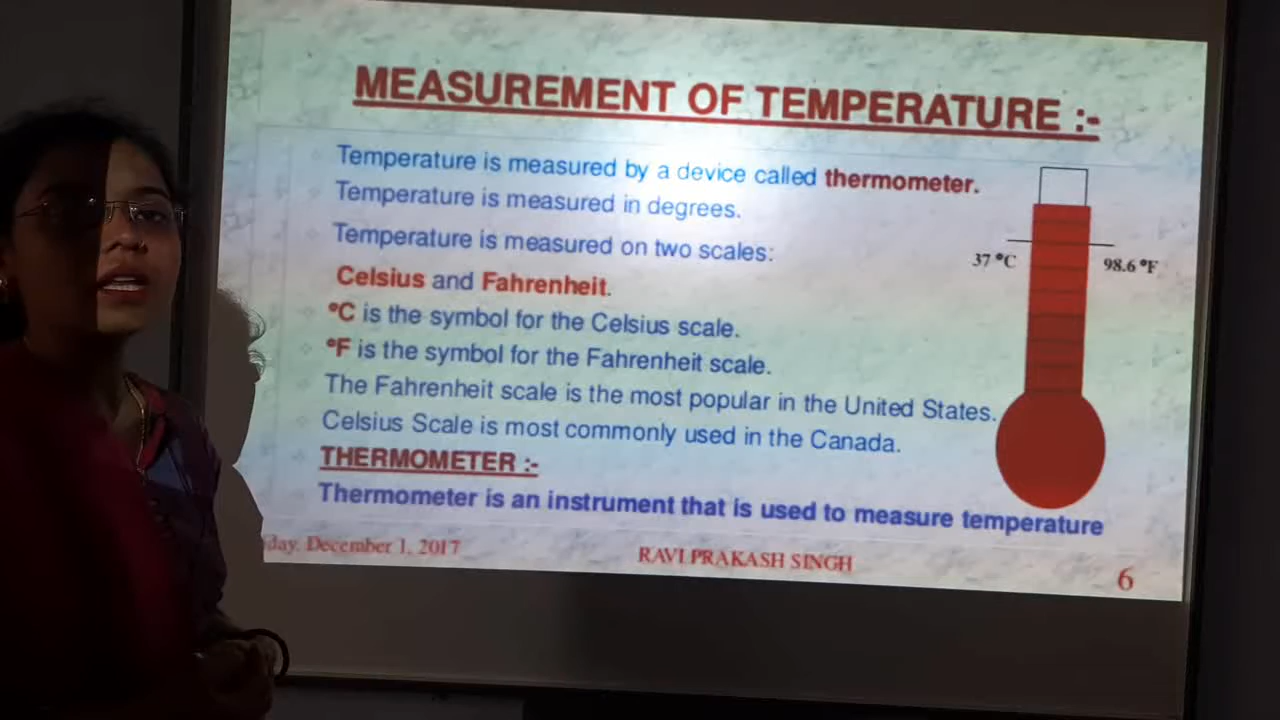 MEASUREMENT OF TEMPERATURE :-
Temperature is measured by a device called thermometer.
Temperature is measured in degrees.
Temperature is measured on two scales:
Celsius and Fahrenheit.
°C is the symbol for the Celsius scale.
°F is the symbol for the Fahrenheit scale.
The Fahrenheit scale is the most popular in the United States.
Celsius Scale is most commonly used in the Canada.
THERMOMETER :-
Thermometer is an instrument that is used to measure temperature
37 °C
98.6 °F
December 1, 2017
RAVI PRAKASH SINGH
6